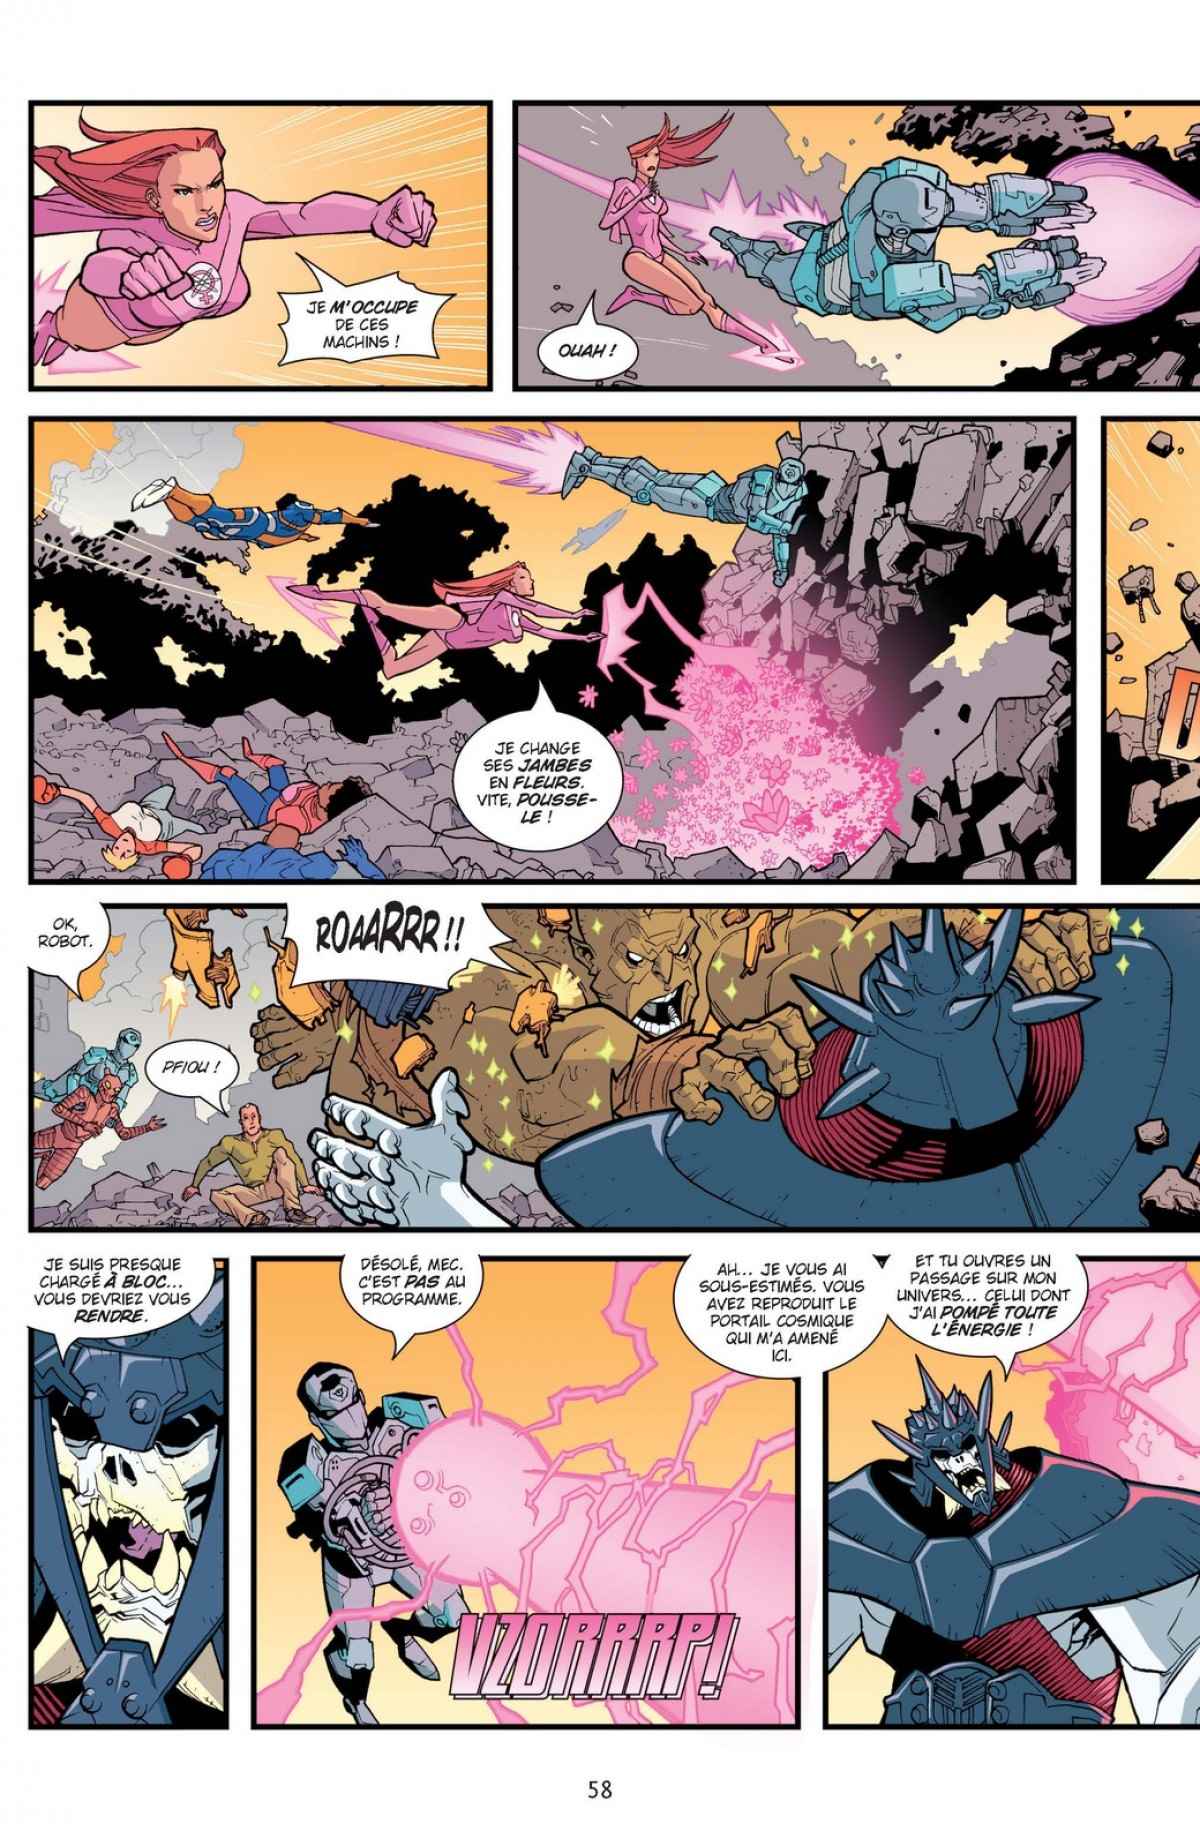 JE M'OCCUPE
DE CES
MACHINS !
OUAH !
JE CHANGE
SES JAMBES
EN FLEURS.
VITE, POUSSE-
LE !
OK,
ROBOT.
PFIOU !
ROAARRR !!
JE SUIS PRESQUE
CHARGÉ À BLOC...
VOUS DEVRIEZ VOUS
RENDRE.
DÉSOLÉ, MEC.
C'EST PAS AU
PROGRAMME.
VZORRRRP!
AH... JE VOUS AI
SOUS-ESTIMÉS. VOUS
AVEZ REPRODUIT LE
PORTAIL COSMIQUE
QUI M'A AMENÉ
ICI.
ET TU OUVRES UN
PASSAGE SUR MON
UNIVERS... CELUI DONT
J'AI POMPÉ TOUTE
L'ÉNERGIE !
58